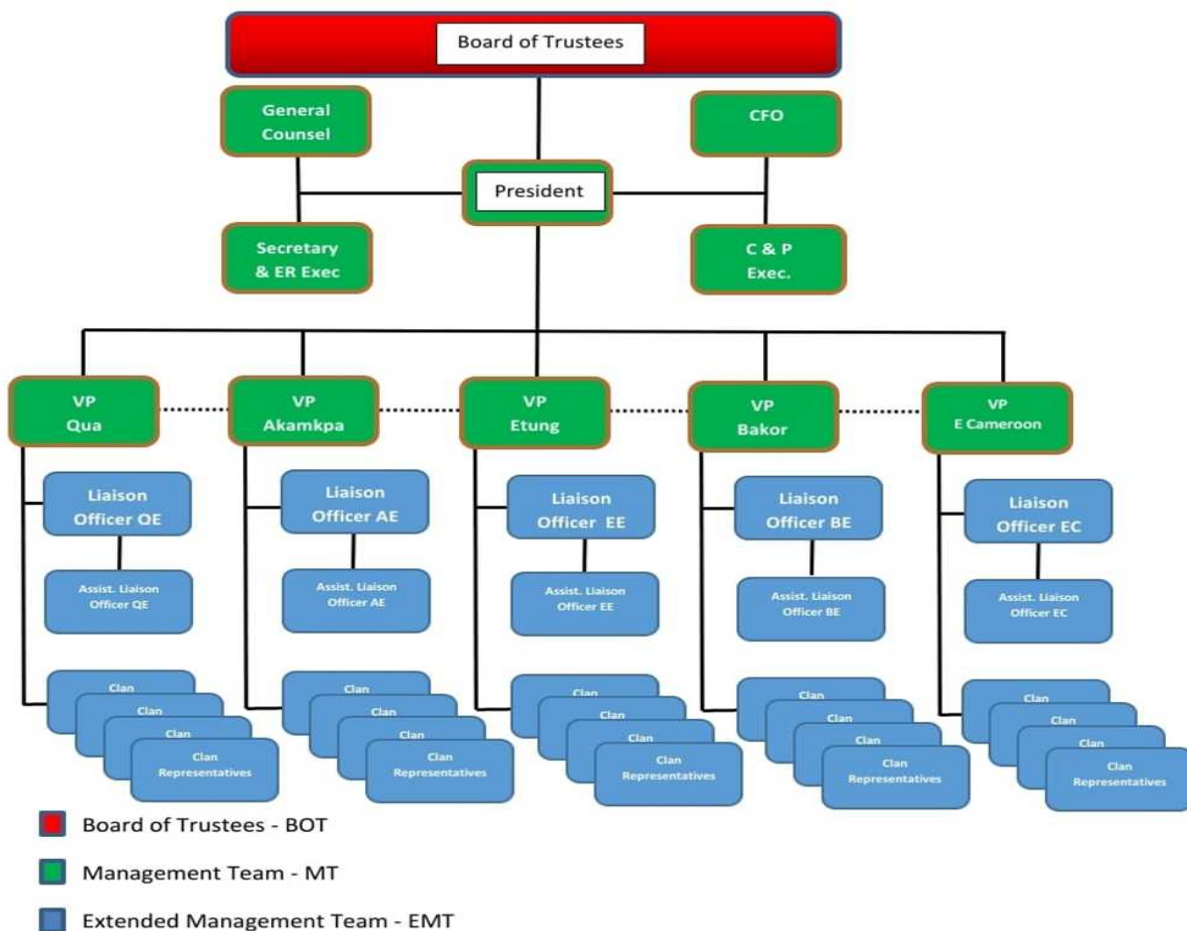 Board of Trustees
General
Counsel
CFO
President
Secretary
& ER Exec
C & P
Exec.
VP
Qua
VP
Akamkpa
VP
Etung
VP
Bakor
VP
E Cameroon
Liaison
Officer QE
Liaison
Officer AE
Liaison
Officer EE
Liaison
Officer BE
Liaison
Officer EC
Assist. Liaison
Officer QE
Assist. Liaison
Officer AE
Assist. Liaison
Officer EE
Assist. Liaison
Officer BE
Assist. Liaison
Officer EC
Clan
Clan
Clan
Clan
Representatives
Clan
Clan
Clan
Clan
Representatives
Clan
Clan
Clan
Clan
Representatives
Clan
Clan
Clan
Clan
Representatives
Clan
Clan
Clan
Clan
Representatives
Board of Trustees - BOT
Management Team - MT
Extended Management Team - EMT